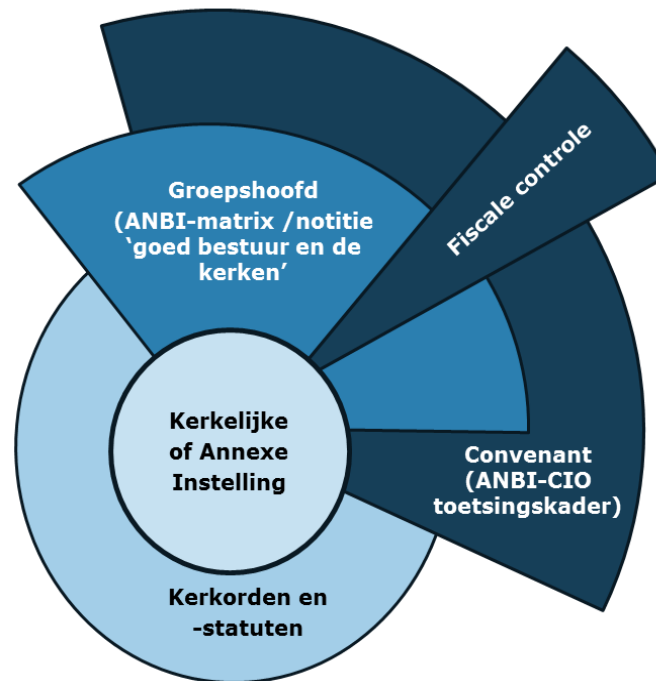 Groepshoofd
(ANBI-matrix /notitie
‘goed bestuur en de
kerken’
Fiscale controle
Kerkelijke
of Annexe
Instelling
Convenant
(ANBI-CIO
toetsingskader)
Kerkorden en
-statuten